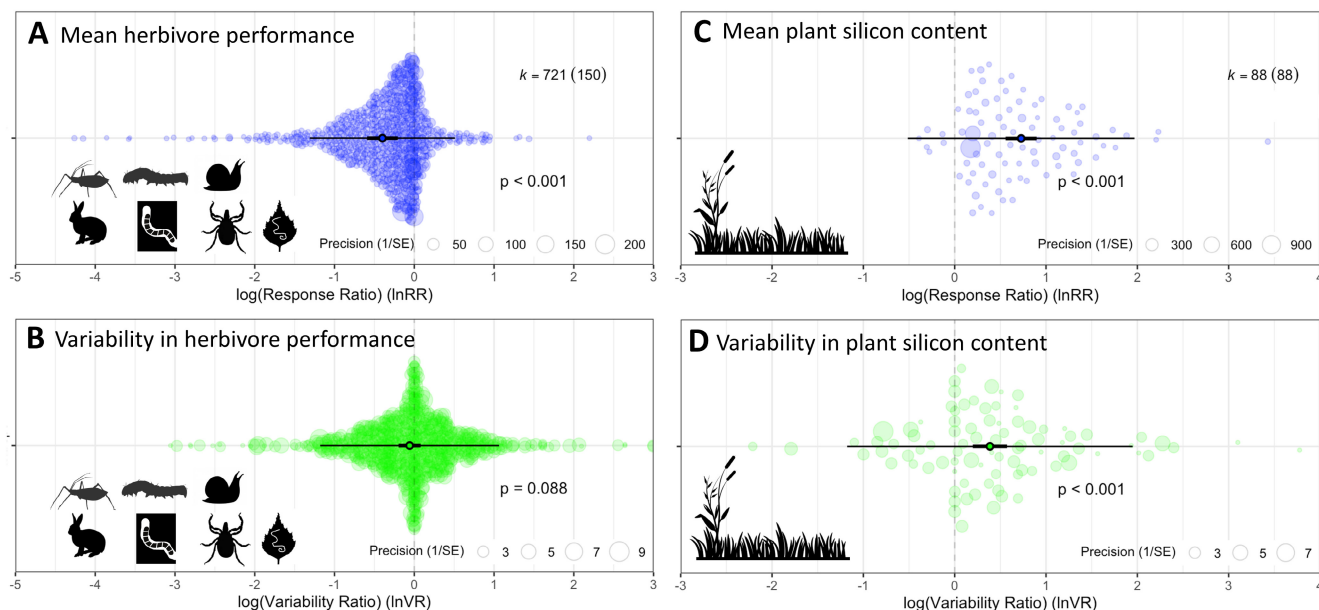 A Mean herbivore performance
k = 721 (150)
p < 0.001
Precision (1/SE) 50 100 150 200
-5 -4 -3 -2 -1 0 1 2 3
log(Response Ratio) (lnRR)
C Mean plant silicon content
k = 88 (88)
p < 0.001
Precision (1/SE) 300 600 900
-3 -2 -1 0 1 2 3 4
log(Response Ratio) (lnRR)
B Variability in herbivore performance
p = 0.088
Precision (1/SE) 3 5 7 9
-5 -4 -3 -2 -1 0 1 2 3
log(Variability Ratio) (lnVR)
D Variability in plant silicon content
p < 0.001
Precision (1/SE) 3 5 7
-3 -2 -1 0 1 2 3 4
log(Variability Ratio) (lnVR)